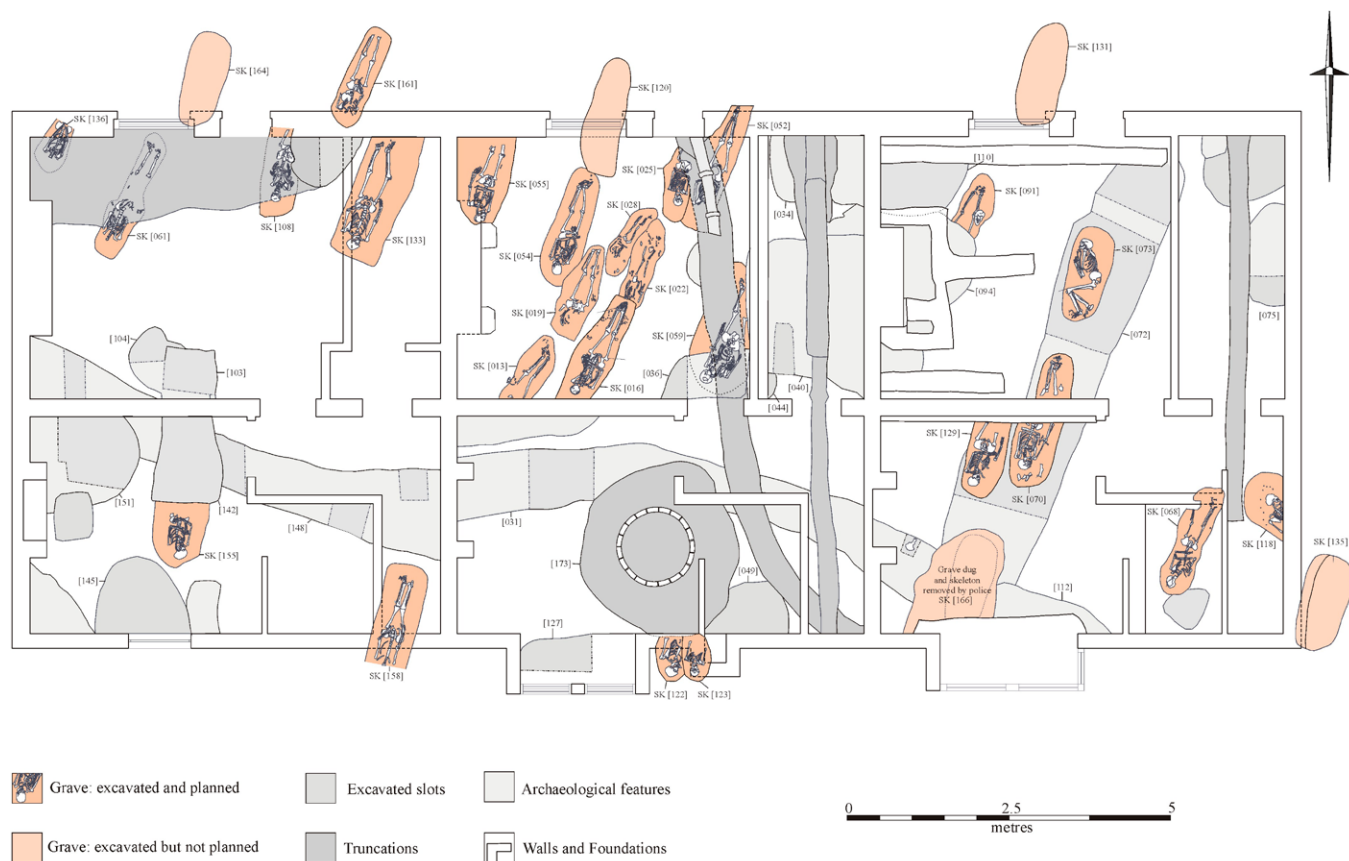 SK [164]
SK [161]
SK [131]
SK [120]
SK [136]
SK [052]
SK [025]
[110]
SK [055]
SK [091]
SK [028]
[034]
SK [061]
SK [108]
SK [133]
SK [073]
SK [054]
SK [022]
[094]
SK [019]
[075]
[104]
SK [059]
[072]
SK [013]
[103]
[036]
[040]
SK [016]
[044]
SK [129]
[151]
[142]
SK [070]
[148]
[031]
SK [068]
SK [118]
SK [155]
SK [135]
[145]
[173]
[049]
Grave dug
and skeleton
removed by police
SK [166]
[112]
[127]
SK [158]
SK [122]
SK [123]
Grave: excavated and planned
Excavated slots
Archaeological features
0
2.5
5
metres
Grave: excavated but not planned
Truncations
Walls and Foundations